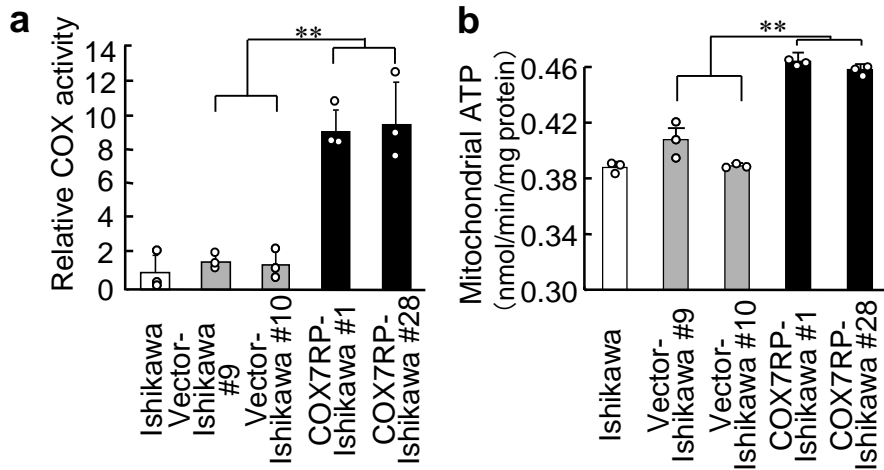 a
**
Relative COX activity
14
12
10
8
6
4
2
0
Ishikawa
Vector-
Ishikawa
#9
Vector-
Ishikawa #10
COX7RP-
Ishikawa #1
COX7RP-
Ishikawa #28
b
**
Mitochondrial ATP
(nmol/min/mg protein)
0.46
0.42
0.38
0.34
0.30
Ishikawa
Vector-
Ishikawa #9
Vector-
Ishikawa #10
COX7RP-
Ishikawa #1
COX7RP-
Ishikawa #28